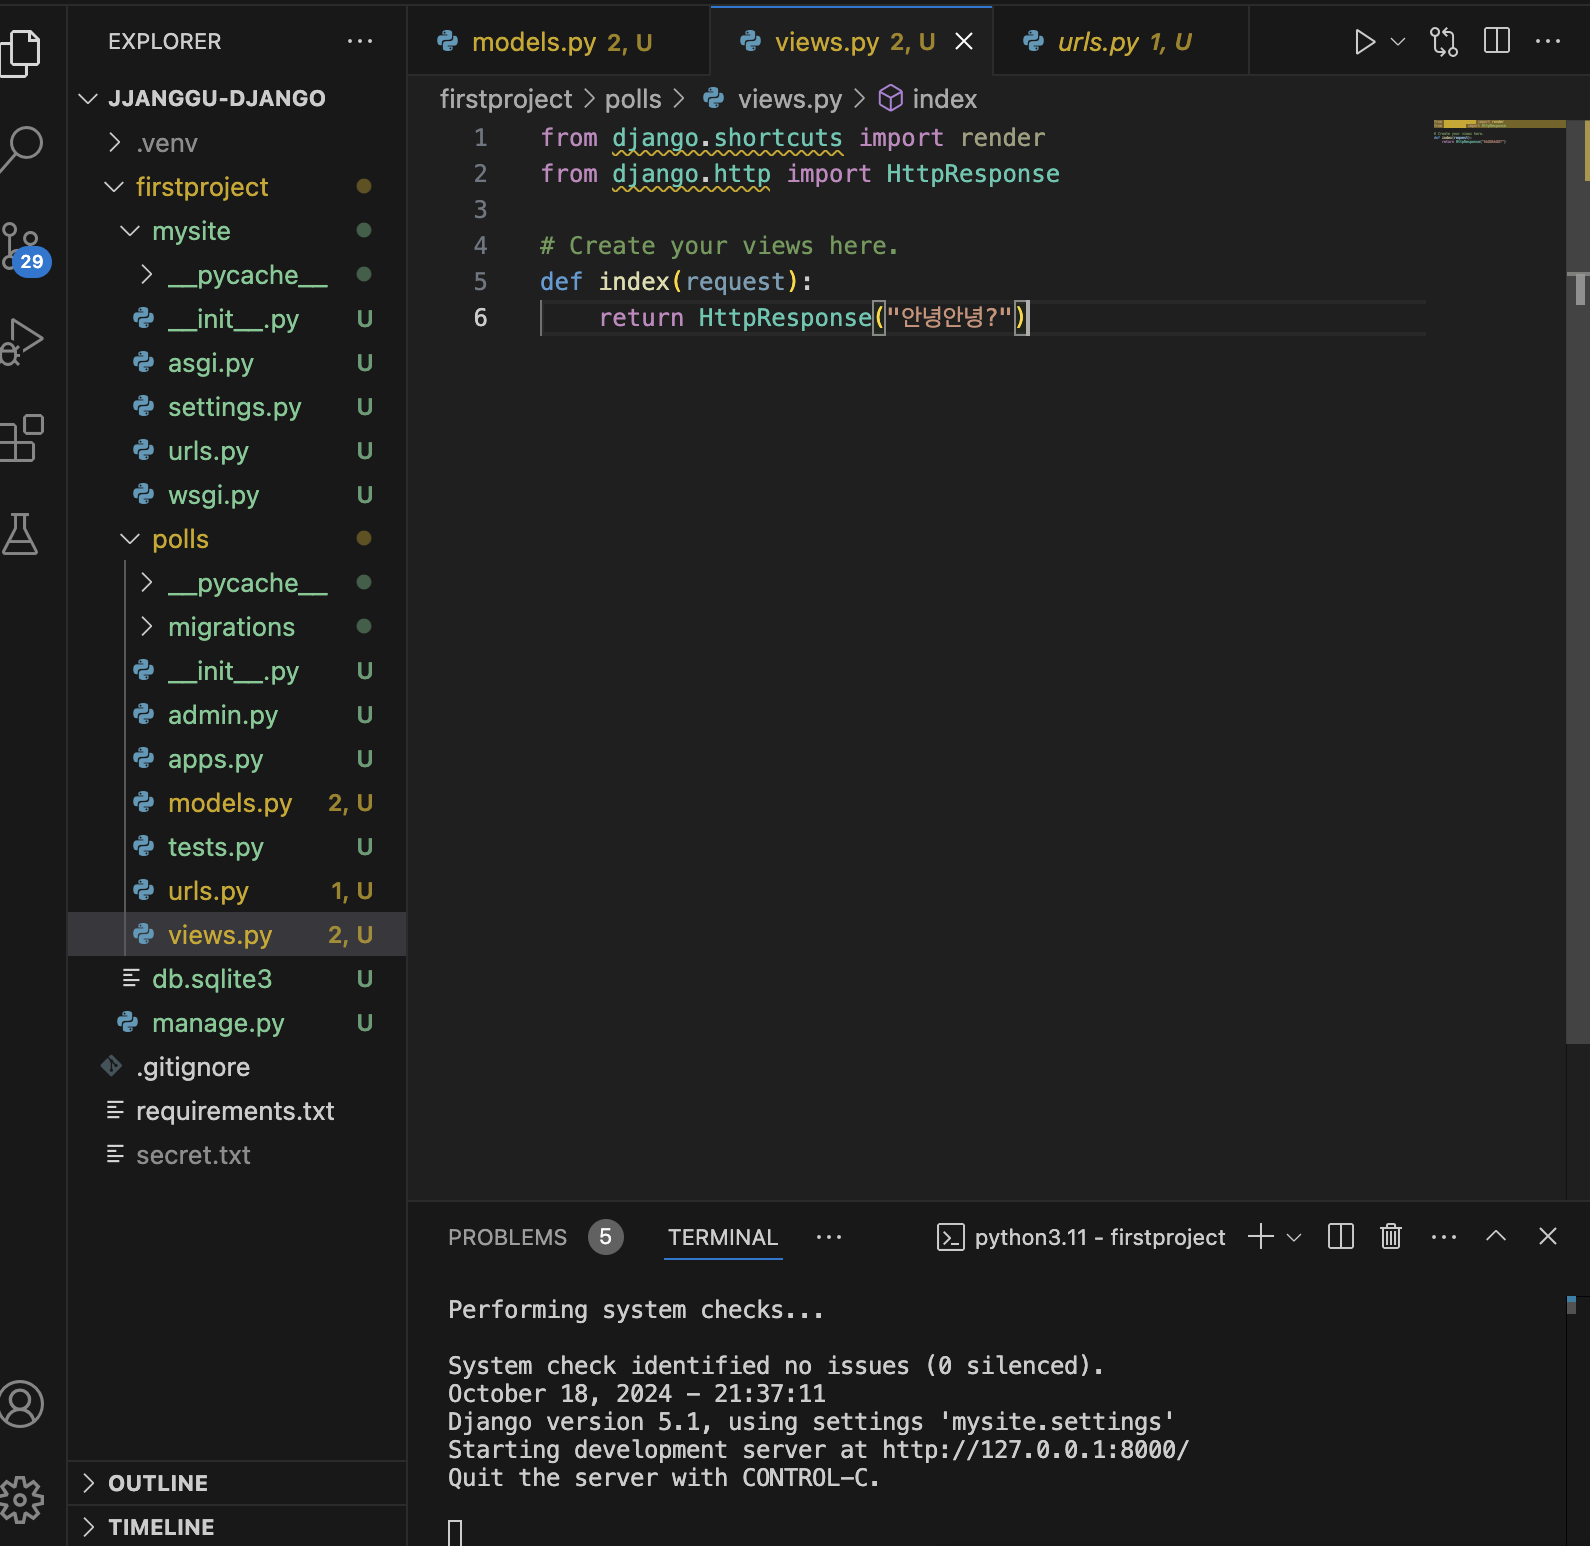 EXPLORER
JJANGGU-DJANGO
.venv
firstproject
mysite
__pycache__
__init__.py U
asgi.py U
settings.py U
urls.py U
wsgi.py U
polls
__pycache__
migrations
__init__.py U
admin.py U
apps.py U
models.py 2, U
tests.py U
urls.py 1, U
views.py 2, U
db.sqlite3 U
manage.py U
.gitignore
requirements.txt
secret.txt
OUTLINE
TIMELINE
29
models.py 2, U views.py 2, U urls.py 1, U
firstproject > polls > views.py > index
1 from django.shortcuts import render
2 from django.http import HttpResponse
3
4 # Create your views here.
5 def index(request):
6 return HttpResponse("안녕안녕?")
PROBLEMS 5 TERMINAL python3.11 - firstproject
Performing system checks...
System check identified no issues (0 silenced).
October 18, 2024 - 21:37:11
Django version 5.1, using settings 'mysite.settings'
Starting development server at http://127.0.0.1:8000/
Quit the server with CONTROL-C.